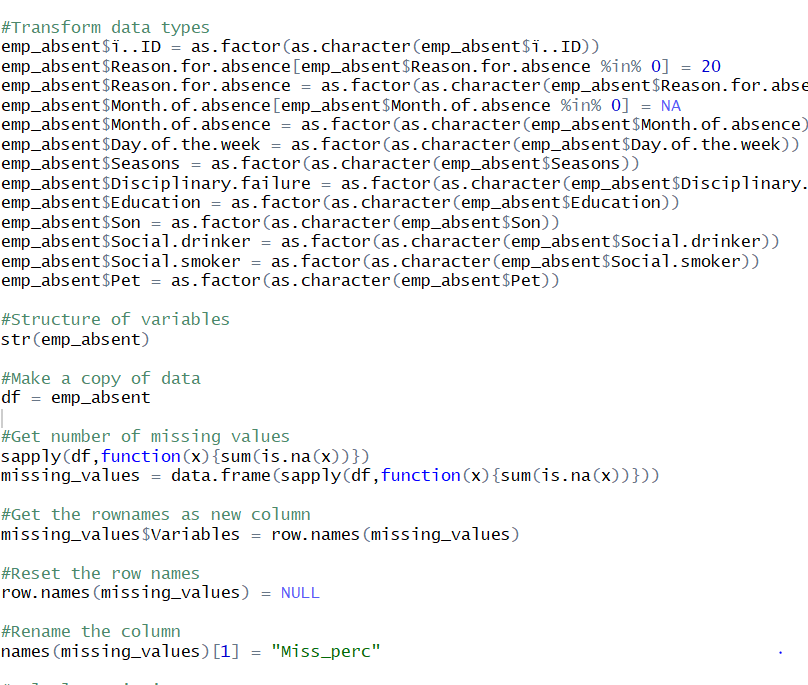 #Transform data types
emp_absent$ï..ID = as.factor(as.character(emp_absent$ï..ID))
emp_absent$Reason.for.absence[emp_absent$Reason.for.absence %in% 0] = 20
emp_absent$Reason.for.absence = as.factor(as.character(emp_absent$Reason.for.abse
emp_absent$Month.of.absence[emp_absent$Month.of.absence %in% 0] = NA
emp_absent$Month.of.absence = as.factor(as.character(emp_absent$Month.of.absence)
emp_absent$Day.of.the.week = as.factor(as.character(emp_absent$Day.of.the.week))
emp_absent$Seasons = as.factor(as.character(emp_absent$Seasons))
emp_absent$Disciplinary.failure = as.factor(as.character(emp_absent$Disciplinary.
emp_absent$Education = as.factor(as.character(emp_absent$Education))
emp_absent$Son = as.factor(as.character(emp_absent$Son))
emp_absent$Social.drinker = as.factor(as.character(emp_absent$Social.drinker))
emp_absent$Social.smoker = as.factor(as.character(emp_absent$Social.smoker))
emp_absent$Pet = as.factor(as.character(emp_absent$Pet))
#Structure of variables
str(emp_absent)
#Make a copy of data
df = emp_absent
#Get number of missing values
sapply(df,function(x){sum(is.na(x))})
missing_values = data.frame(sapply(df,function(x){sum(is.na(x))}))
#Get the rownames as new column
missing_values$Variables = row.names(missing_values)
#Reset the row names
row.names(missing_values) = NULL
#Rename the column
names(missing_values)[1] = "Miss_perc"